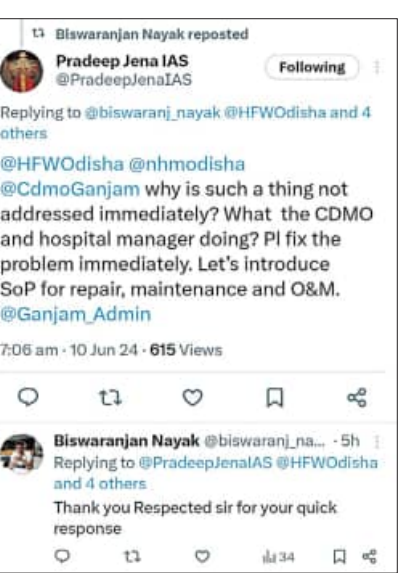 Biswaranjan Nayak reposted
Pradeep Jena IAS
@PradeepJenaIAS
Following
Replying to @biswaranj_nayak @HFWOdisha and 4
others
@HFWOdisha @nhmodisha
@CdmoGanjam why is such a thing not
addressed immediately? What the CDMO
and hospital manager doing? Pl fix the
problem immediately. Let's introduce
SoP for repair, maintenance and O&M.
@Ganjam_Admin
7:06 am · 10 Jun 24 · 615 Views
Biswaranjan Nayak @biswaranj_na... · 5h
Replying to @PradeepJenaIAS @HFWOdisha
and 4 others
Thank you Respected sir for your quick
response
34